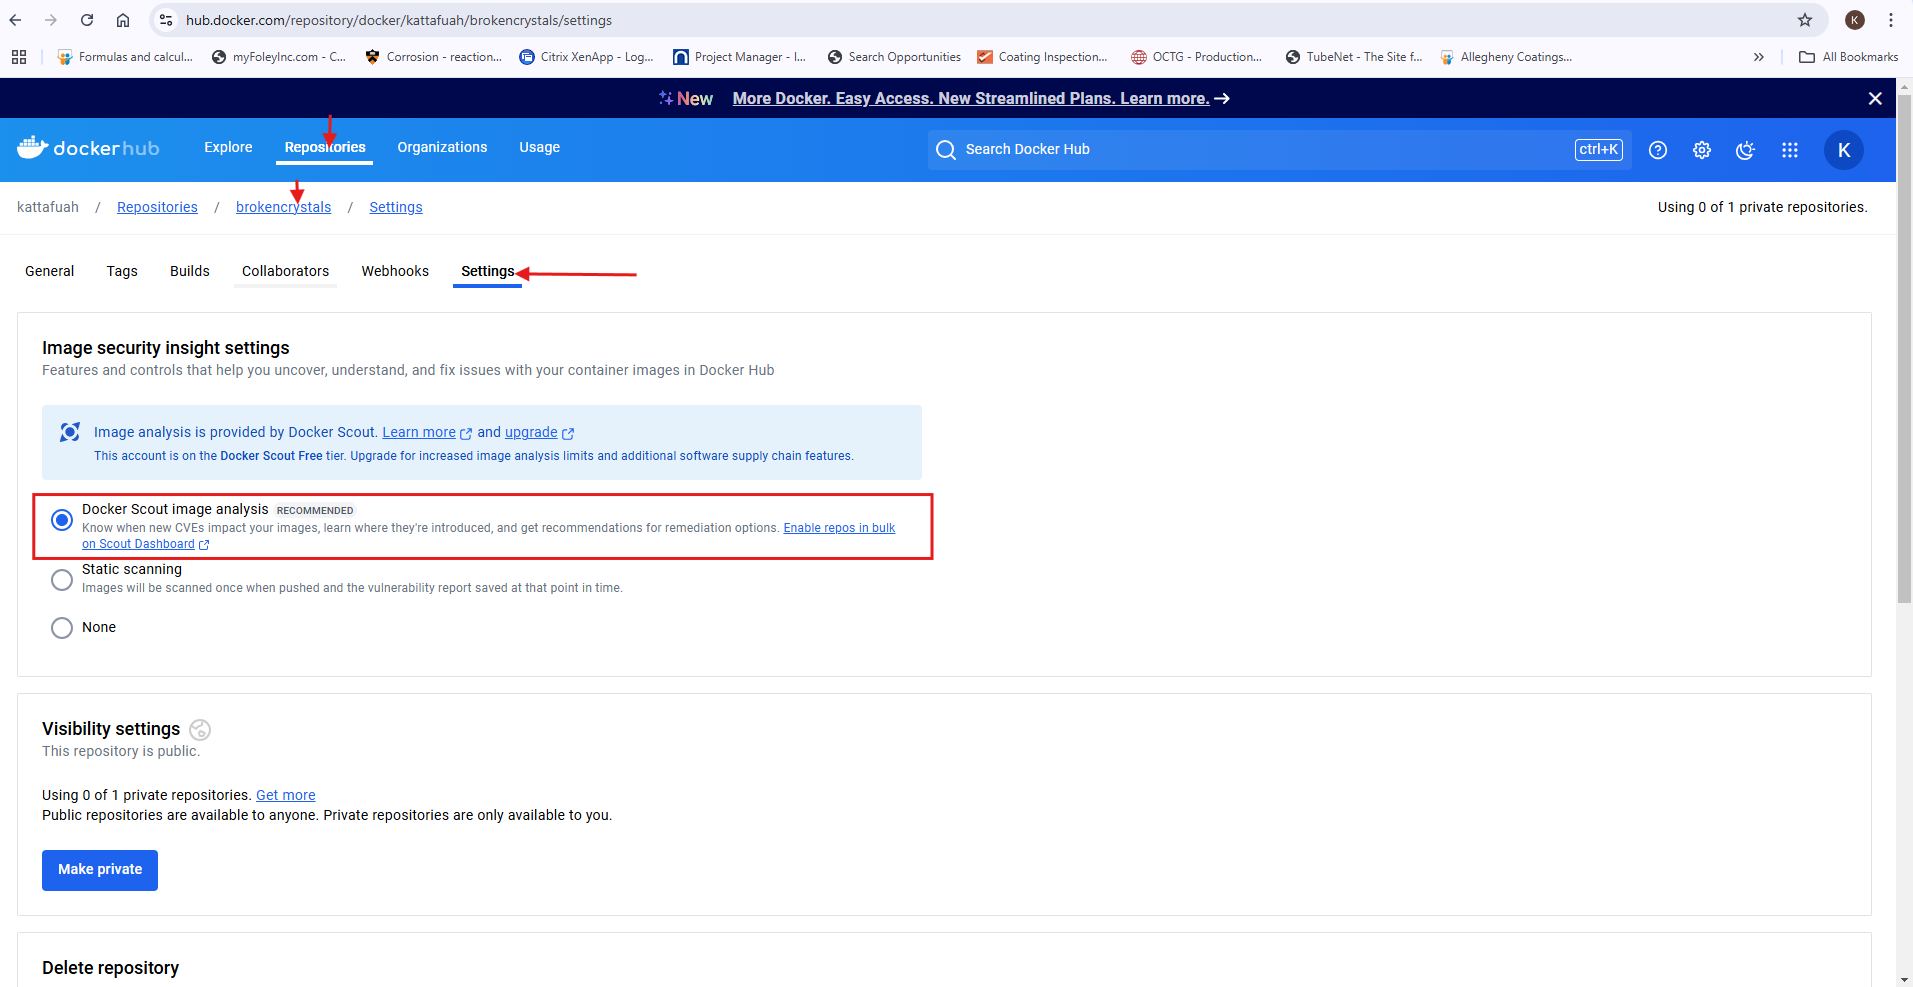 hub.docker.com/repository/docker/kattafuah/brokencrystals/settings
K
Formulas and calcul...
myFoleyInc.com - C...
Corrosion - reaction...
Citrix XenApp - Log...
Project Manager - I...
Search Opportunities
Coating Inspection...
OCTG - Production...
TubeNet - The Site f...
Allegheny Coatings...
»
All Bookmarks
New More Docker. Easy Access. New Streamlined Plans. Learn more. →
dockerhub
Explore
Repositories
Organizations
Usage
Search Docker Hub
ctrl+K
K
kattafuah / Repositories / brokencrystals / Settings
Using 0 of 1 private repositories.
General
Tags
Builds
Collaborators
Webhooks
Settings
Image security insight settings
Features and controls that help you uncover, understand, and fix issues with your container images in Docker Hub
Image analysis is provided by Docker Scout. Learn more and upgrade
This account is on the Docker Scout Free tier. Upgrade for increased image analysis limits and additional software supply chain features.
Docker Scout image analysis RECOMMENDED
Know when new CVEs impact your images, learn where they're introduced, and get recommendations for remediation options. Enable repos in bulk
on Scout Dashboard
Static scanning
Images will be scanned once when pushed and the vulnerability report saved at that point in time.
None
Visibility settings
This repository is public.
Using 0 of 1 private repositories. Get more
Public repositories are available to anyone. Private repositories are only available to you.
Make private
Delete repository